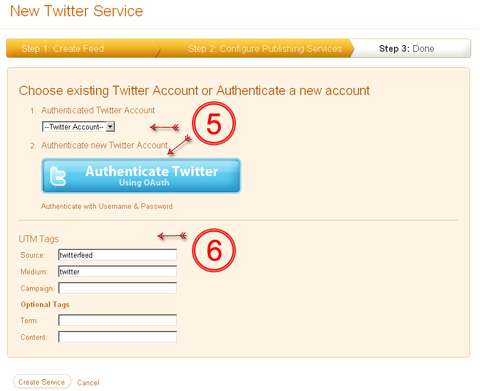 New Twitter Service
Step 1: Create Feed Step 2: Configure Publishing Services Step 3: Done
Choose existing Twitter Account or Authenticate a new account
1. Authenticated Twitter Account
--Twitter Account--
5
2. Authenticate new Twitter Account
Authenticate Twitter
Using OAuth
Authenticate with Username & Password
UTM Tags
6
Source: twitterfeed
Medium: twitter
Campaign:
Optional Tags
Term:
Content:
Create Service Cancel